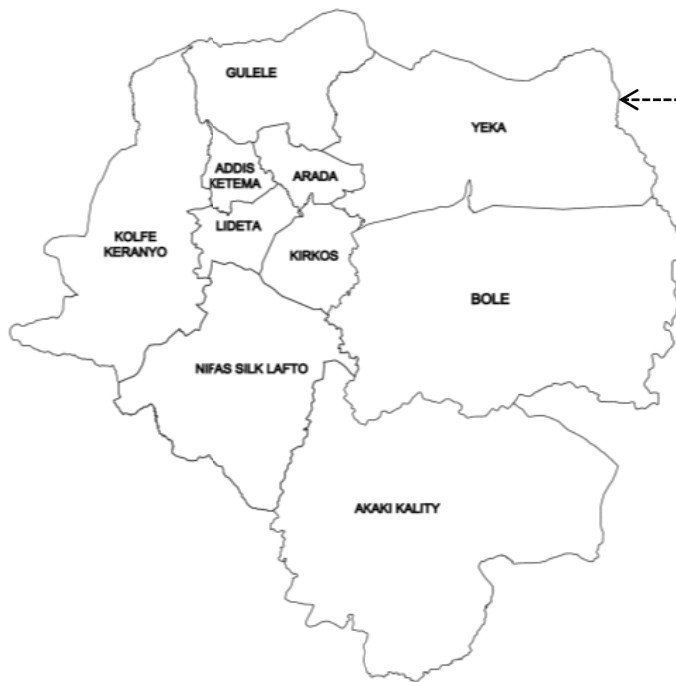 GULELE
YEKA
ADDIS
KETEMA
ARADA
LIDETA
KOLFE
KERANYO
KIRKOS
BOLE
NIFAS SILK LAFTO
AKAKI KALITY